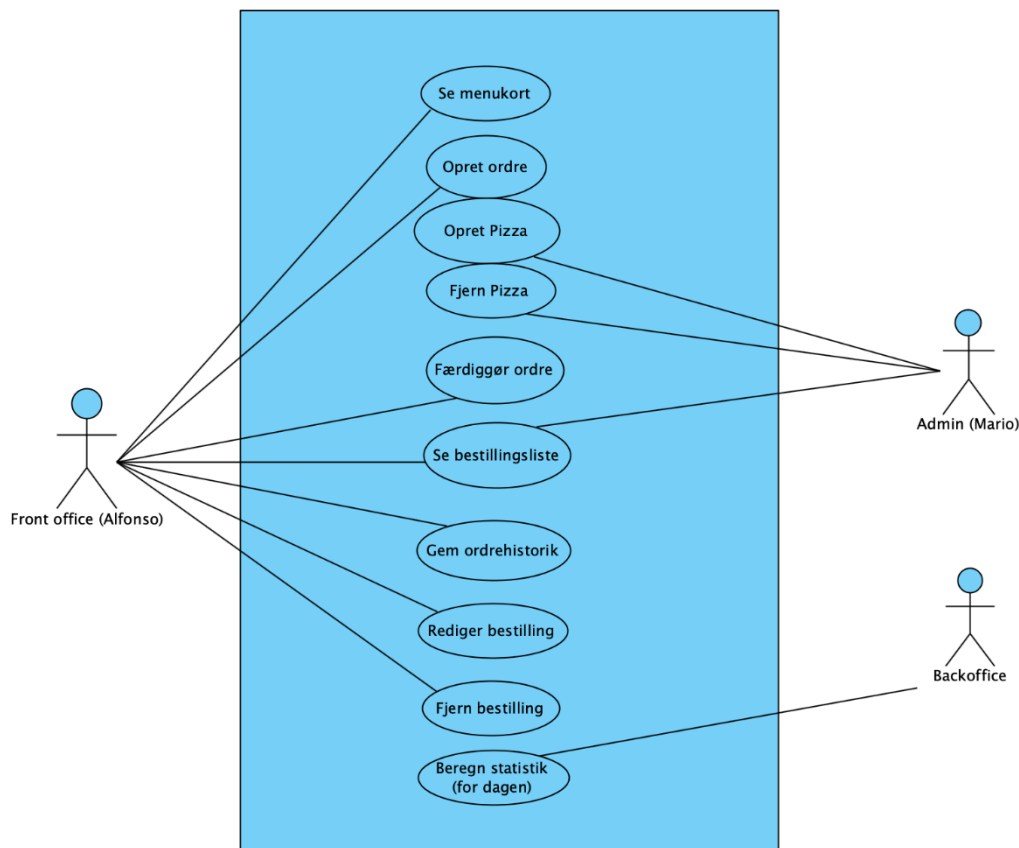 Se menukort
Opret ordre
Opret Pizza
Fjern Pizza
Færdiggør ordre
Admin (Mario)
Se bestillingsliste
Front office (Alfonso)
Gem ordrehistorik
Rediger bestilling
Backoffice
Fjern bestilling
Beregn statistik
(for dagen)